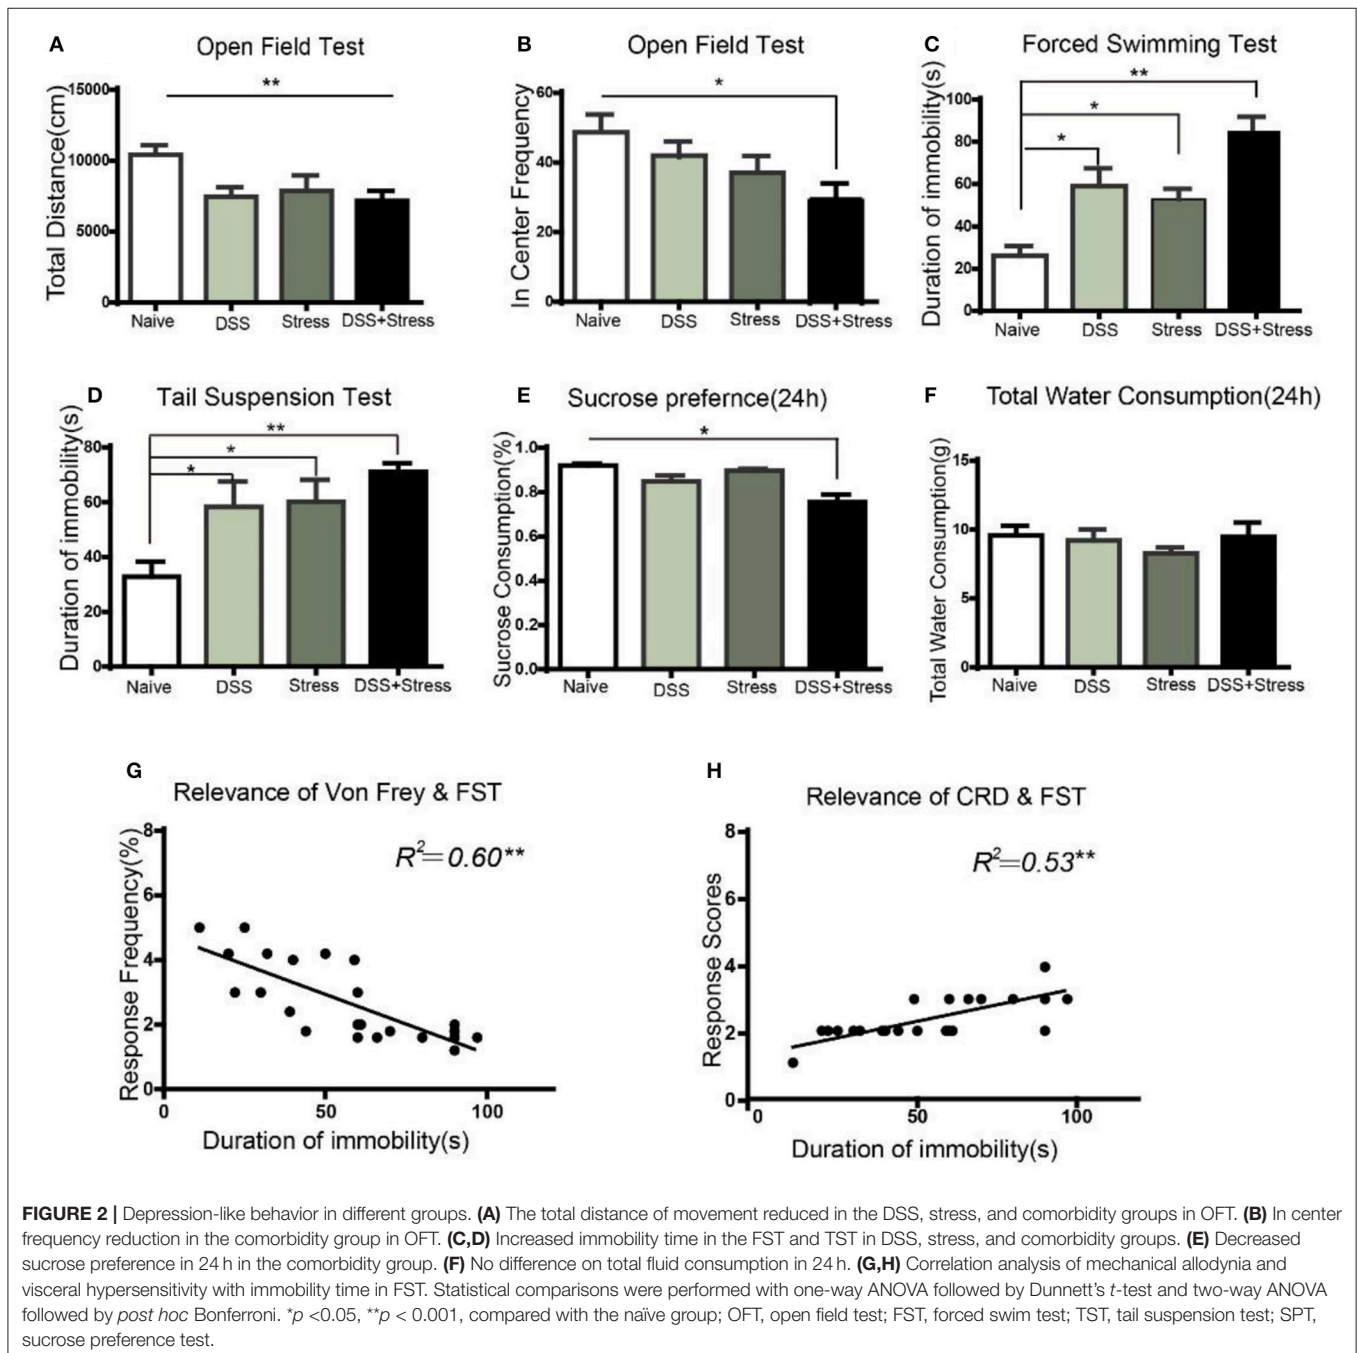 A
Open Field Test
**
Total Distance(cm)
15000
10000
5000
0
Naive DSS Stress DSS+Stress
B
Open Field Test
*
In Center Frequency
60
40
20
0
Naive DSS Stress DSS+Stress
C
Forced Swimming Test
**
*
*
Duration of immobility(s)
100
80
60
40
20
0
Naive DSS Stress DSS+Stress
D
Tail Suspension Test
**
*
*
Duration of immobility(s)
80
60
40
20
0
Naive DSS Stress DSS+Stress
E
Sucrose prefernce(24h)
*
Sucrose Consumption(%)
1.0
0.8
0.6
0.4
0.2
0.0
Naive DSS Stress DSS+Stress
F
Total Water Consumption(24h)
Total Water Consumption(g)
15
10
5
0
Naive DSS Stress DSS+Stress
G
Relevance of Von Frey & FST
R²=0.60**
Response Frequency(%)
8
6
4
2
0
0 50 100
Duration of immobility(s)
H
Relevance of CRD & FST
R²=0.53**
Response Scores
8
6
4
2
0
0 50 100
Duration of immobility(s)
FIGURE 2 | Depression-like behavior in different groups. (A) The total distance of movement reduced in the DSS, stress, and comorbidity groups in OFT. (B) In center
frequency reduction in the comorbidity group in OFT. (C,D) Increased immobility time in the FST and TST in DSS, stress, and comorbidity groups. (E) Decreased
sucrose preference in 24 h in the comorbidity group. (F) No difference on total fluid consumption in 24 h. (G,H) Correlation analysis of mechanical allodynia and
visceral hypersensitivity with immobility time in FST. Statistical comparisons were performed with one-way ANOVA followed by Dunnett's t-test and two-way ANOVA
followed by post hoc Bonferroni. *p <0.05, **p < 0.001, compared with the naïve group; OFT, open field test; FST, forced swim test; TST, tail suspension test; SPT,
sucrose preference test.